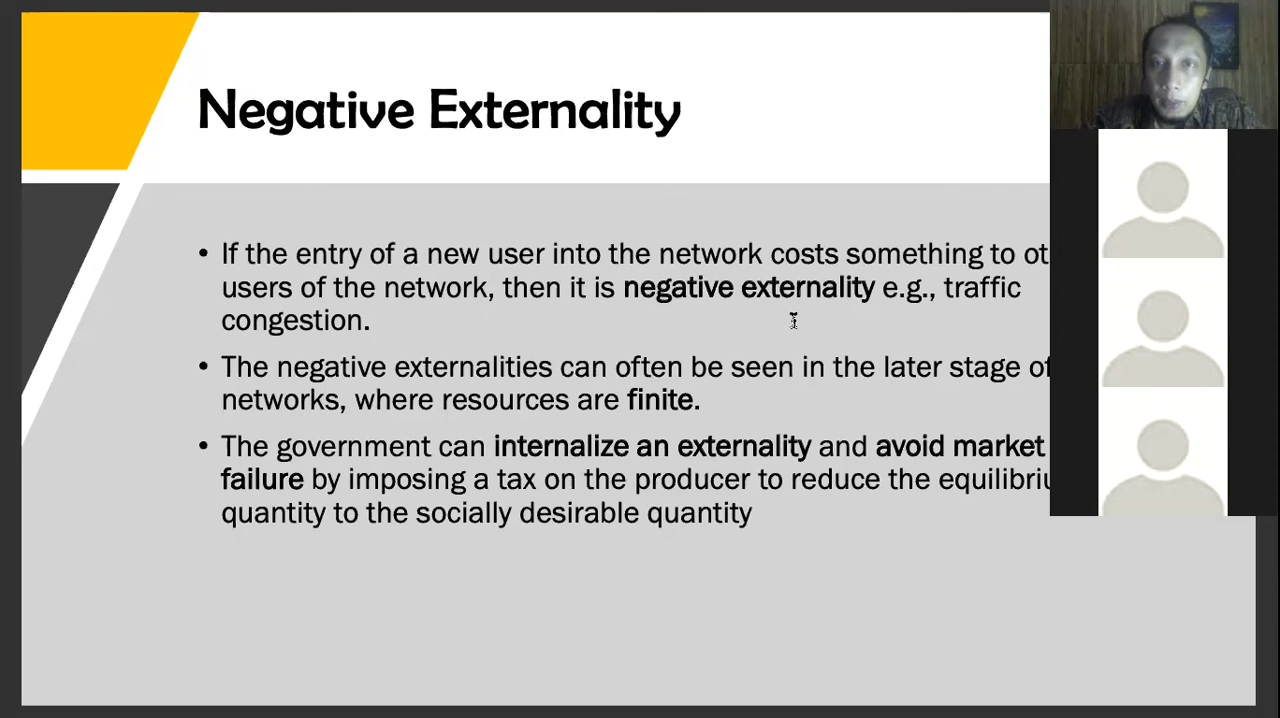 Negative Externality
• If the entry of a new user into the network costs something to
users of the network, then it is negative externality e.g., traffic
congestion.
• The negative externalities can often be seen in the later stage of
networks, where resources are finite.
• The government can internalize an externality and avoid market
failure by imposing a tax on the producer to reduce the
quantity to the socially desirable quantity